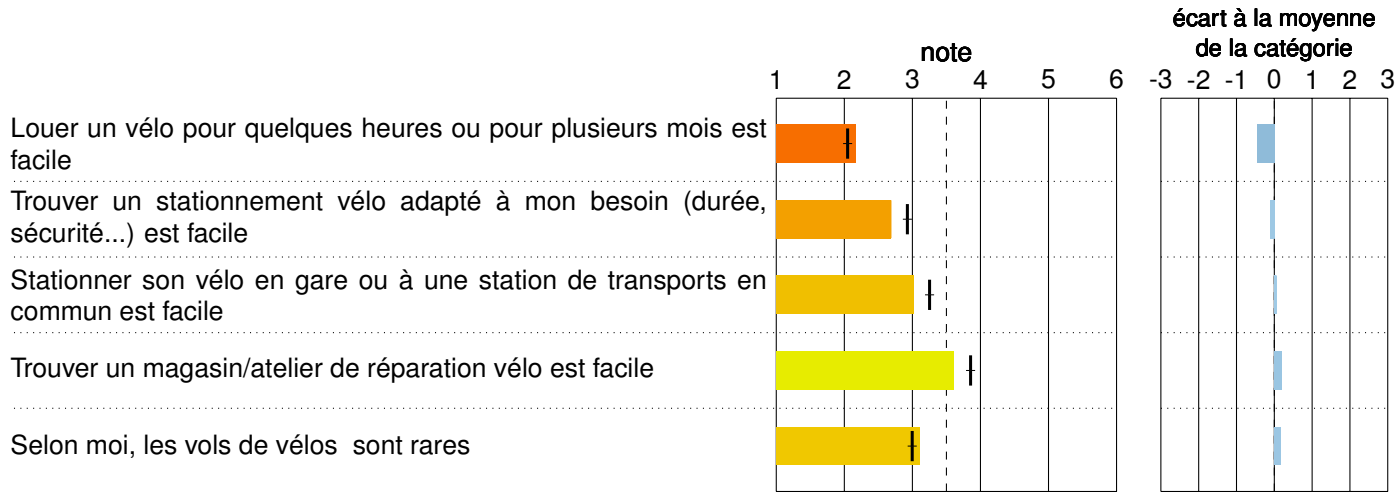 écart à la moyenne
note de la catégorie
1 2 3 4 5 6 -3 -2 -1 0 1 2 3
Louer un vélo pour quelques heures ou pour plusieurs mois est
facile
Trouver un stationnement vélo adapté à mon besoin (durée,
sécurité...) est facile
Stationner son vélo en gare ou à une station de transports en
commun est facile
Trouver un magasin/atelier de réparation vélo est facile
Selon moi, les vols de vélos sont rares